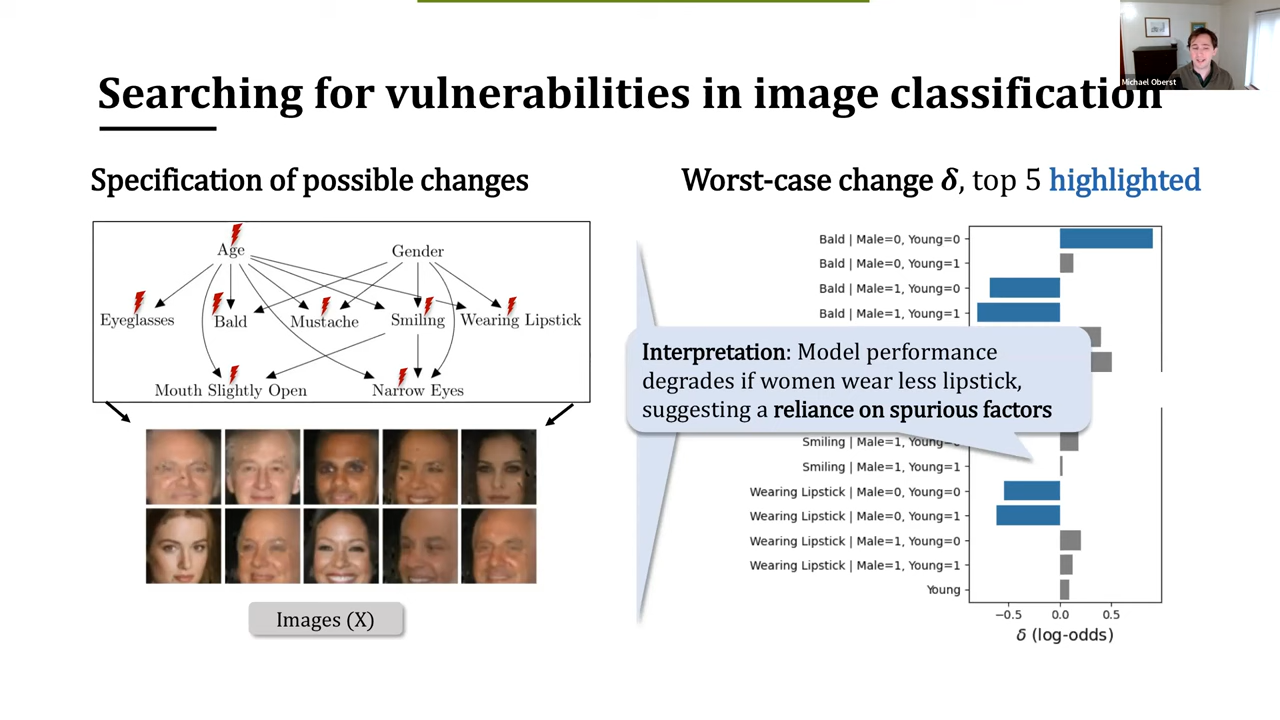 Michael Oberst
Searching for vulnerabilities in image classification
Specification of possible changes
Age
Gender
Eyeglasses
Bald
Mustache
Smiling
Wearing Lipstick
Mouth Slightly Open
Narrow Eyes
Images (X)
Worst-case change δ, top 5 highlighted
Bald | Male=0, Young=0
Bald | Male=0, Young=1
Bald | Male=1, Young=0
Bald | Male=1, Young=1
Interpretation: Model performance
degrades if women wear less lipstick,
suggesting a reliance on spurious factors
Smiling | Male=1, Young=0
Smiling | Male=1, Young=1
Wearing Lipstick | Male=0, Young=0
Wearing Lipstick | Male=0, Young=1
Wearing Lipstick | Male=1, Young=0
Wearing Lipstick | Male=1, Young=1
Young
−0.5 0.0 0.5
δ (log-odds)